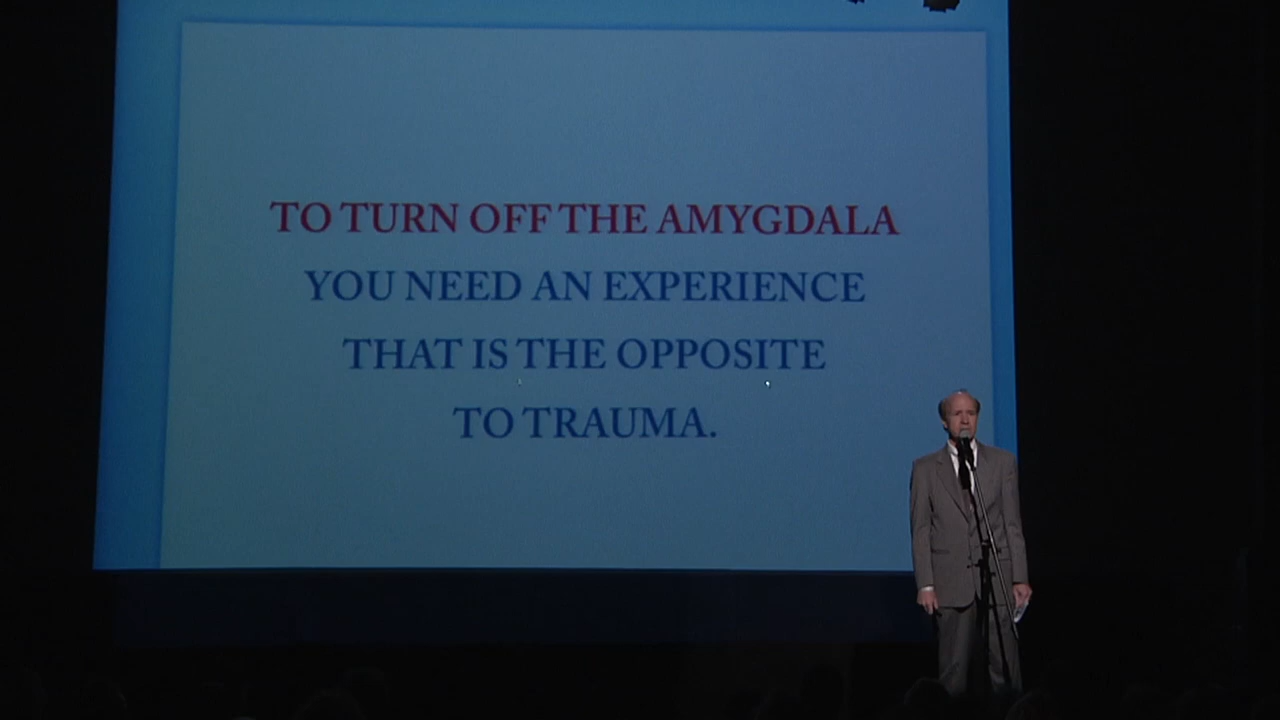 TO TURN OFF THE AMYGDALA
YOU NEED AN EXPERIENCE
THAT IS THE OPPOSITE
TO TRAUMA.